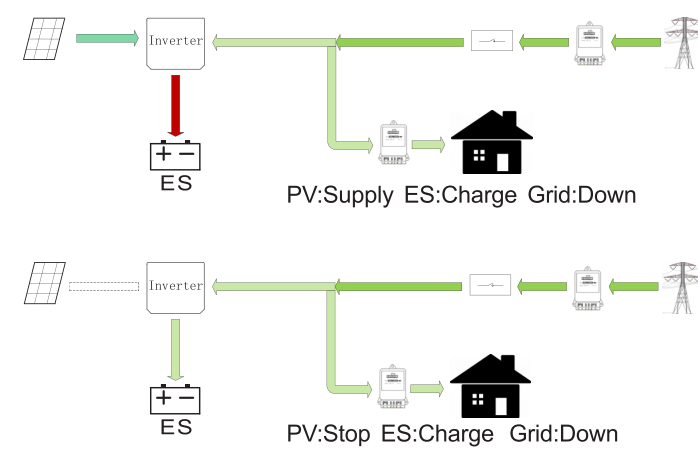 Inverter
ES
PV:Supply ES:Charge Grid:Down
Inverter
ES
PV:Stop ES:Charge Grid:Down